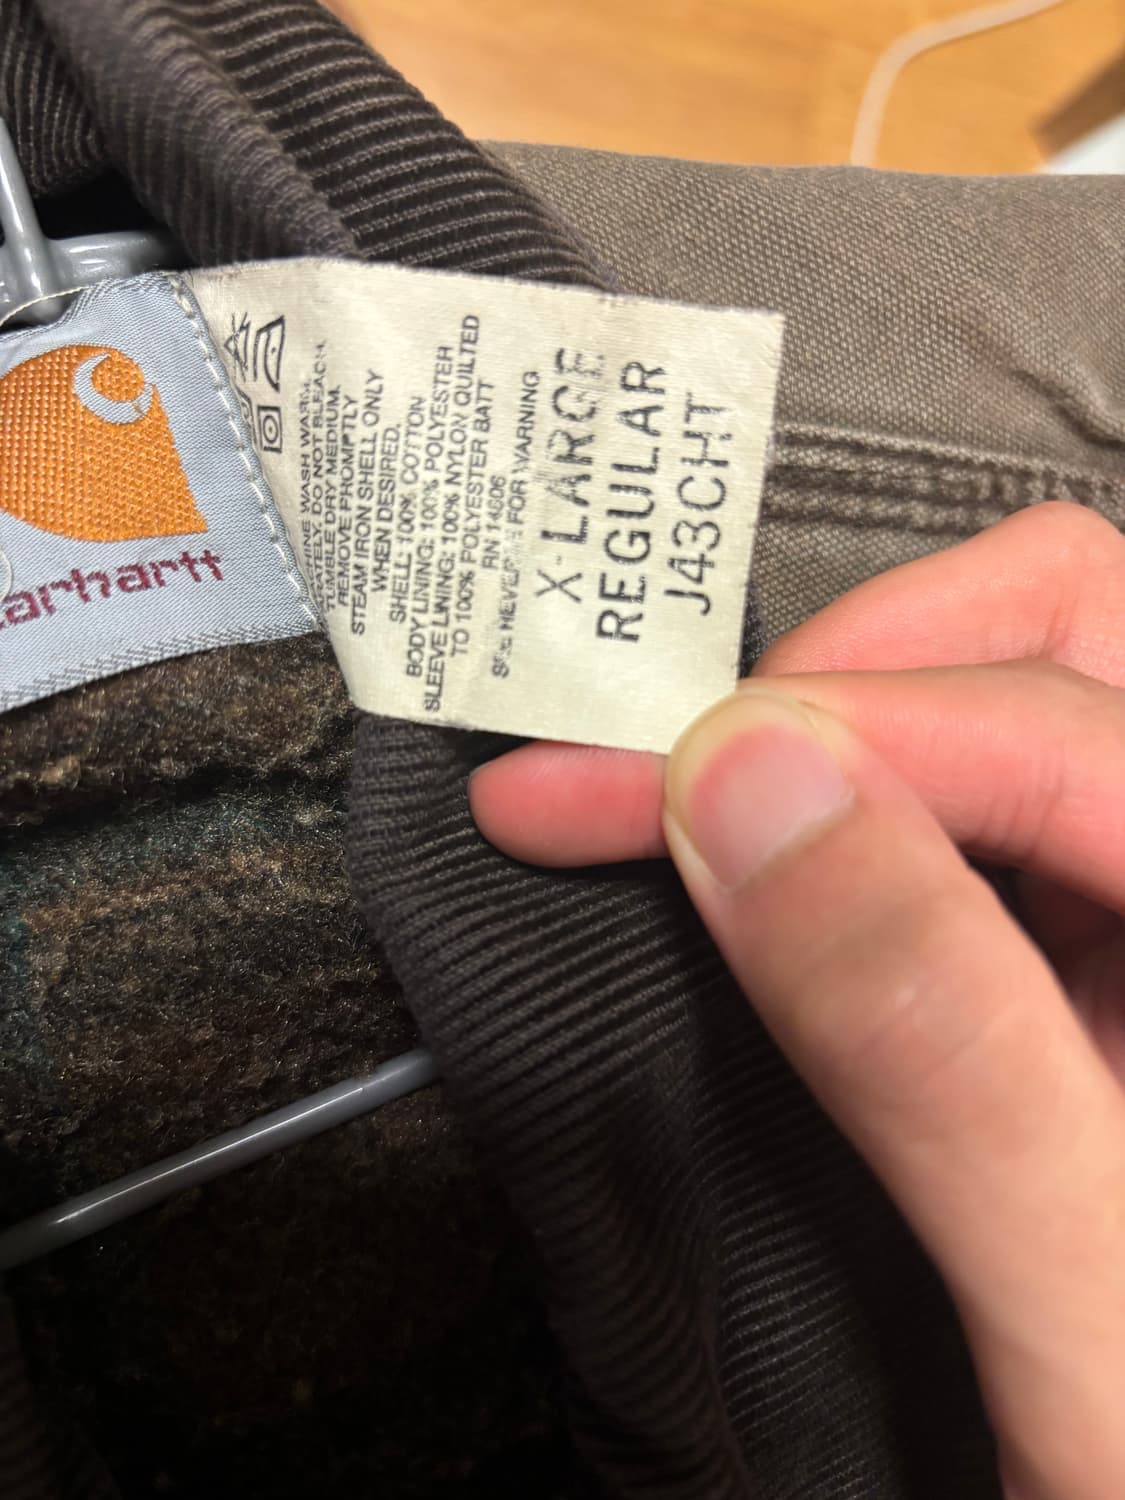 carhartt
MACHINE WASH WARM,
SEPARATELY. DO NOT BLEACH.
TUMBLE DRY MEDIUM.
REMOVE PROMPTLY
STEAM IRON SHELL ONLY
WHEN DESIRED.
SHELL: 100% COTTON
BODY LINING: 100% POLYESTER
SLEEVE LINING: 100% NYLON QUILTED
TO 100% POLYESTER BATT
RN 14806
FOR WARNING
X-LARGE
REGULAR
J43CHT